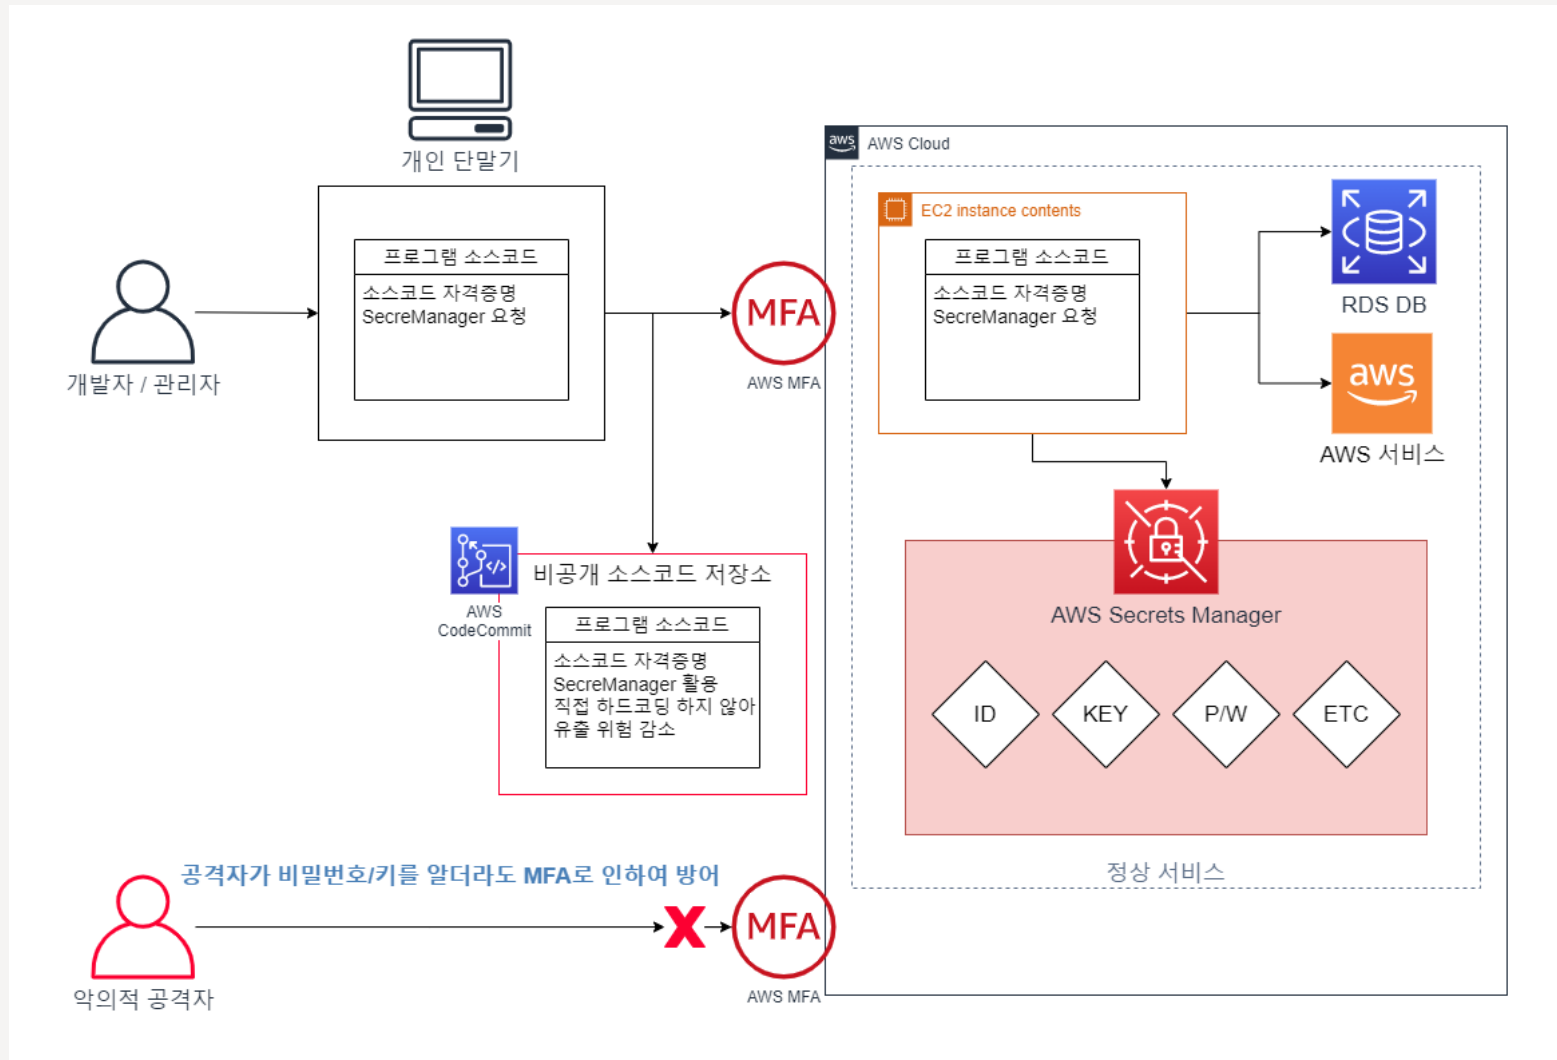 개인 단말기
프로그램 소스코드
소스코드 자격증명
SecreManager 요청
개발자 / 관리자
MFA
AWS MFA
AWS
CodeCommit
비공개 소스코드 저장소
프로그램 소스코드
소스코드 자격증명
SecreManager 활용
직접 하드코딩 하지 않아
유출 위험 감소
aws
AWS Cloud
EC2 instance contents
프로그램 소스코드
소스코드 자격증명
SecreManager 요청
RDS DB
aws
AWS 서비스
AWS Secrets Manager
ID
KEY
P/W
ETC
정상 서비스
공격자가 비밀번호/키를 알더라도 MFA로 인하여 방어
X
MFA
AWS MFA
악의적 공격자